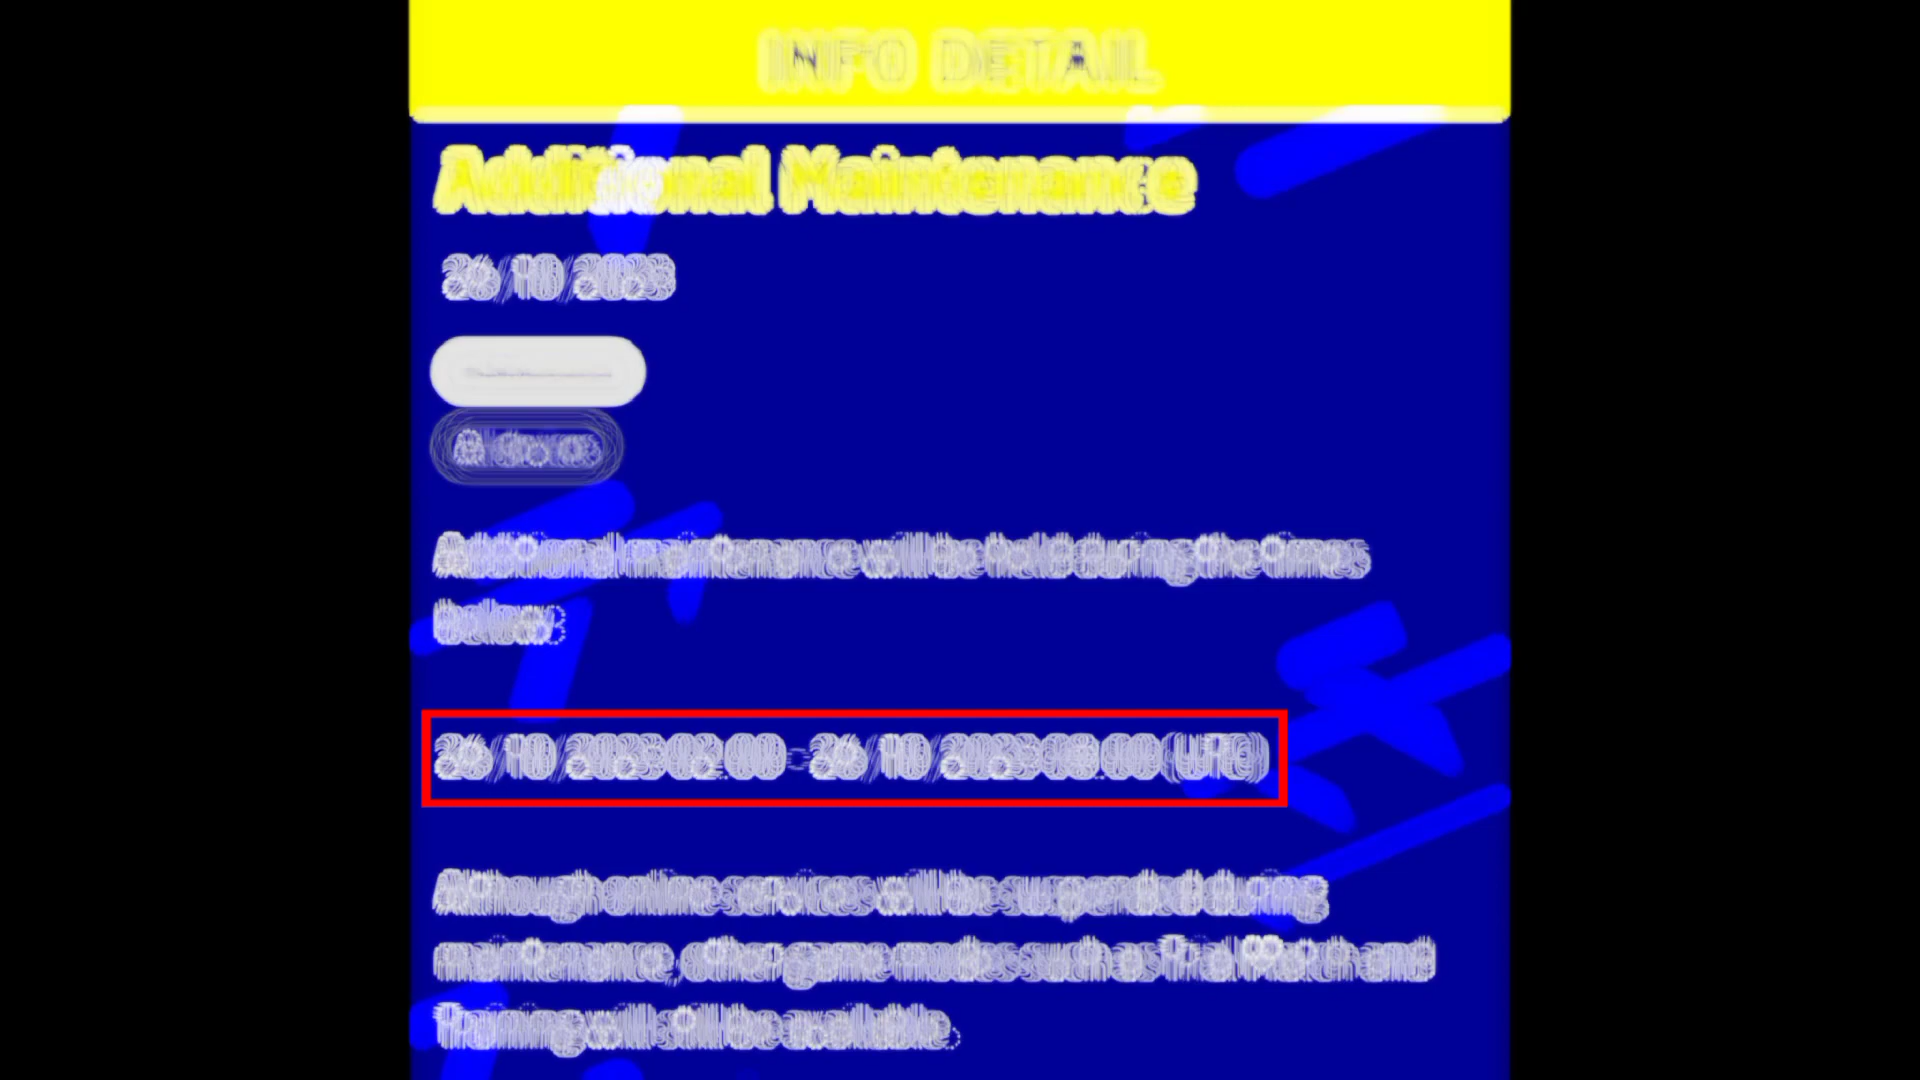 INFO DETAIL
Additional Maintenance
26/10/2023
Additional maintenance will be held during the times
below:
26/10/2023 02:00 - 26/10/2023 08:00 (UTC)
Although online services will be suspended during
maintenance, other game modes such as Trial Match and
Training will still be available.